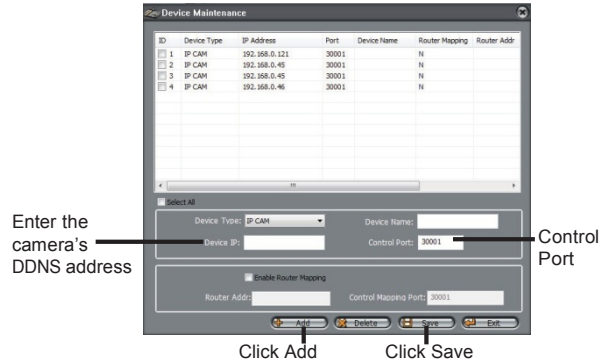 Device Maintenance
ID Device Type IP Address Port Device Name Router Mapping Router Addr
1 IP CAM 192.168.0.121 30001 N
2 IP CAM 192.168.0.45 30001 N
3 IP CAM 192.168.0.45 30001 N
4 IP CAM 192.168.0.46 30001 N
Select All
Device Type: IP CAM Device Name:
Device IP: Control Port: 30001
Enable Router Mapping
Router Addr: Control Mapping Port: 30001
Add Delete Save Exit
Enter the
camera's
DDNS address
Control
Port
Click Add Click Save